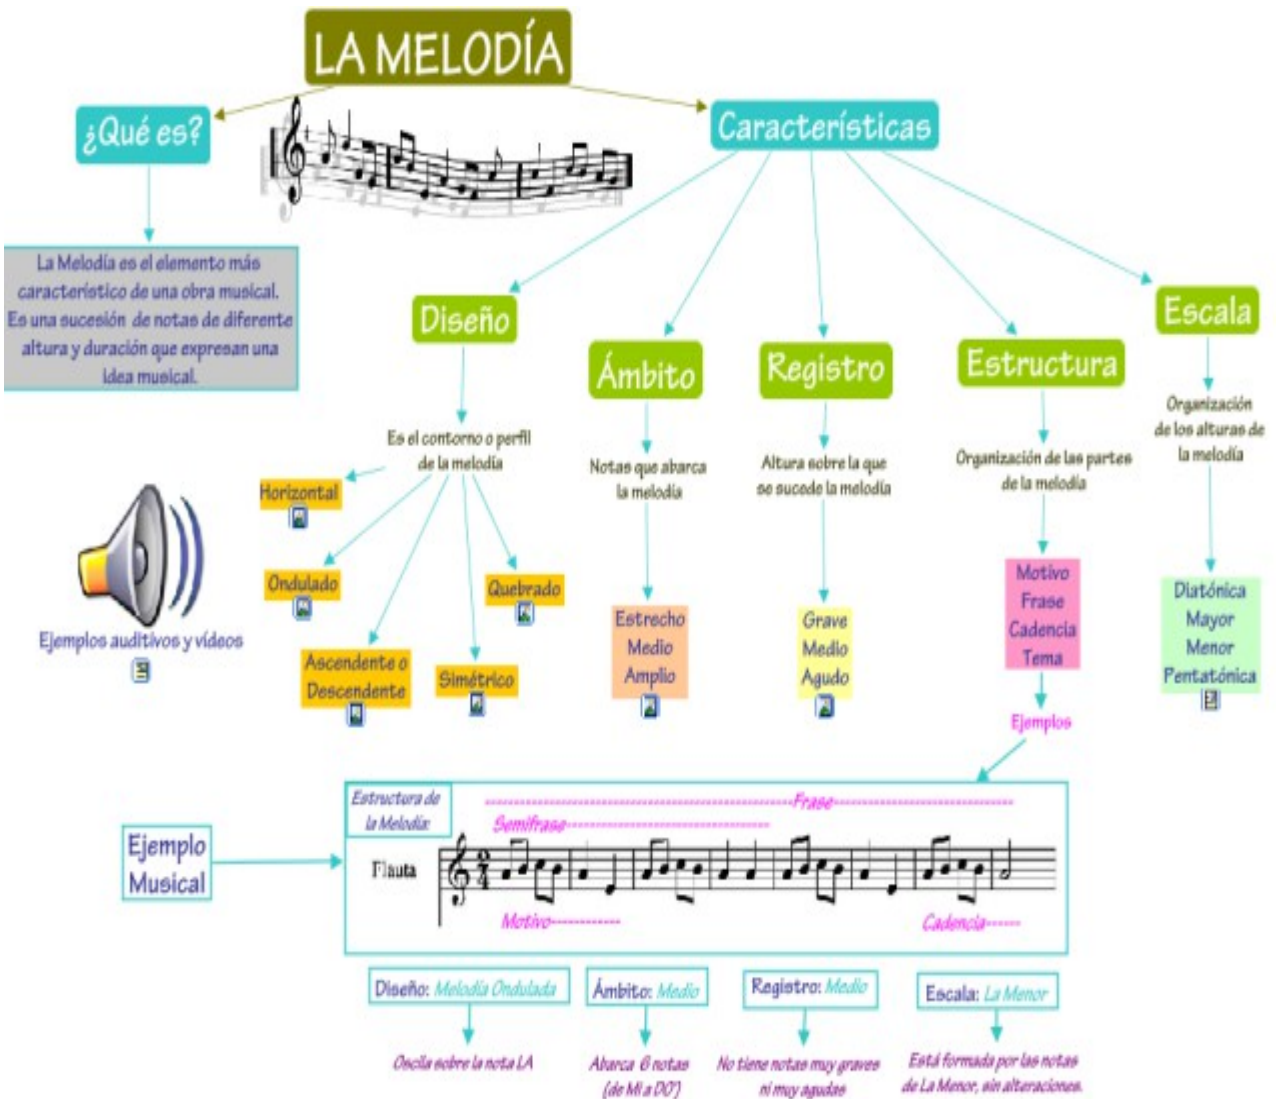 LA MELODÍA
¿Qué es?
Características
La Melodía es el elemento más
característico de una obra musical.
Es una sucesión de notas de diferente
altura y duración que expresan una
idea musical.
Diseño
Es el contorno o perfil
de la melodía
Horizontal
Ondulado
Ascendente o
Descendente
Simétrico
Quebrado
Ámbito
Notas que abarca
la melodía
Estrecho
Medio
Amplio
Registro
Altura sobre la que
se sucede la melodía
Grave
Medio
Agudo
Estructura
Organización de las partes
de la melodía
Motivo
Frase
Cadencia
Tema
Ejemplos
Escala
Organización
de los alturas de
la melodía
Diatónica
Mayor
Menor
Pentatónica
Ejemplos auditivos y vídeos
Ejemplo
Musical
Estructura de
la Melodía:
Frase
Semifrase
Flauta
2
4
Motivo
Cadencia
Diseño: Melodía Ondulada
Oscila sobre la nota LA
Ámbito: Medio
Abarca 6 notas
(de MI a DO')
Registro: Medio
No tiene notas muy graves
ni muy agudas
Escala: La Menor
Está formada por las notas
de La Menor, sin alteraciones.